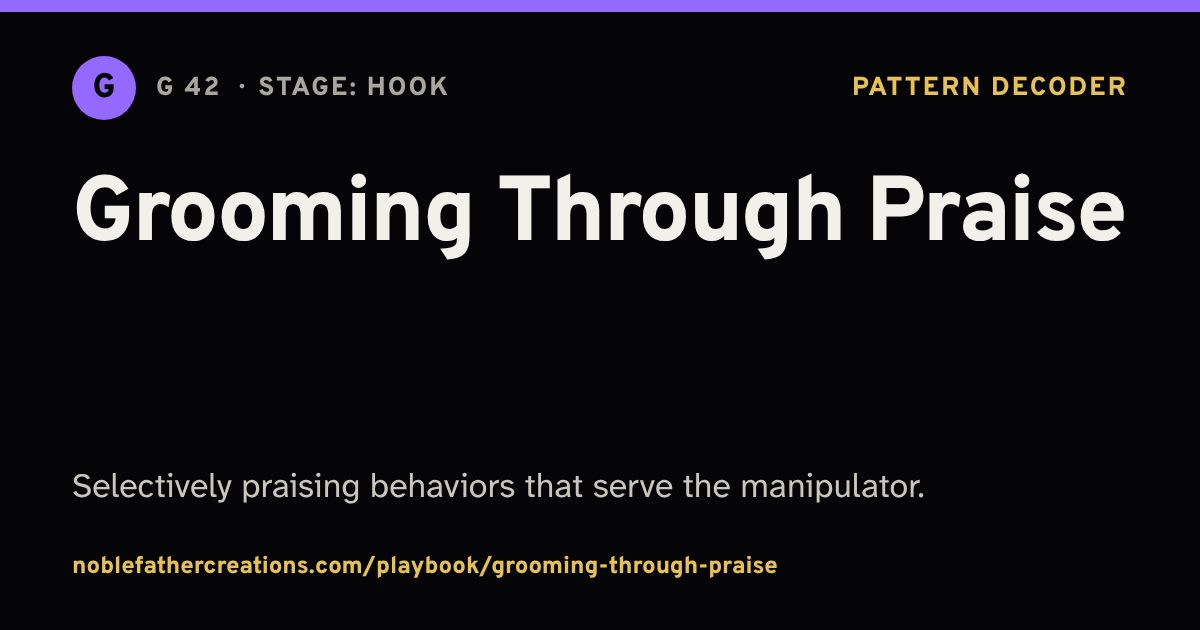 G G 42 · STAGE: HOOK PATTERN DECODER
Grooming Through Praise
Selectively praising behaviors that serve the manipulator.
noblefathercreations.com/playbook/grooming-through-praise